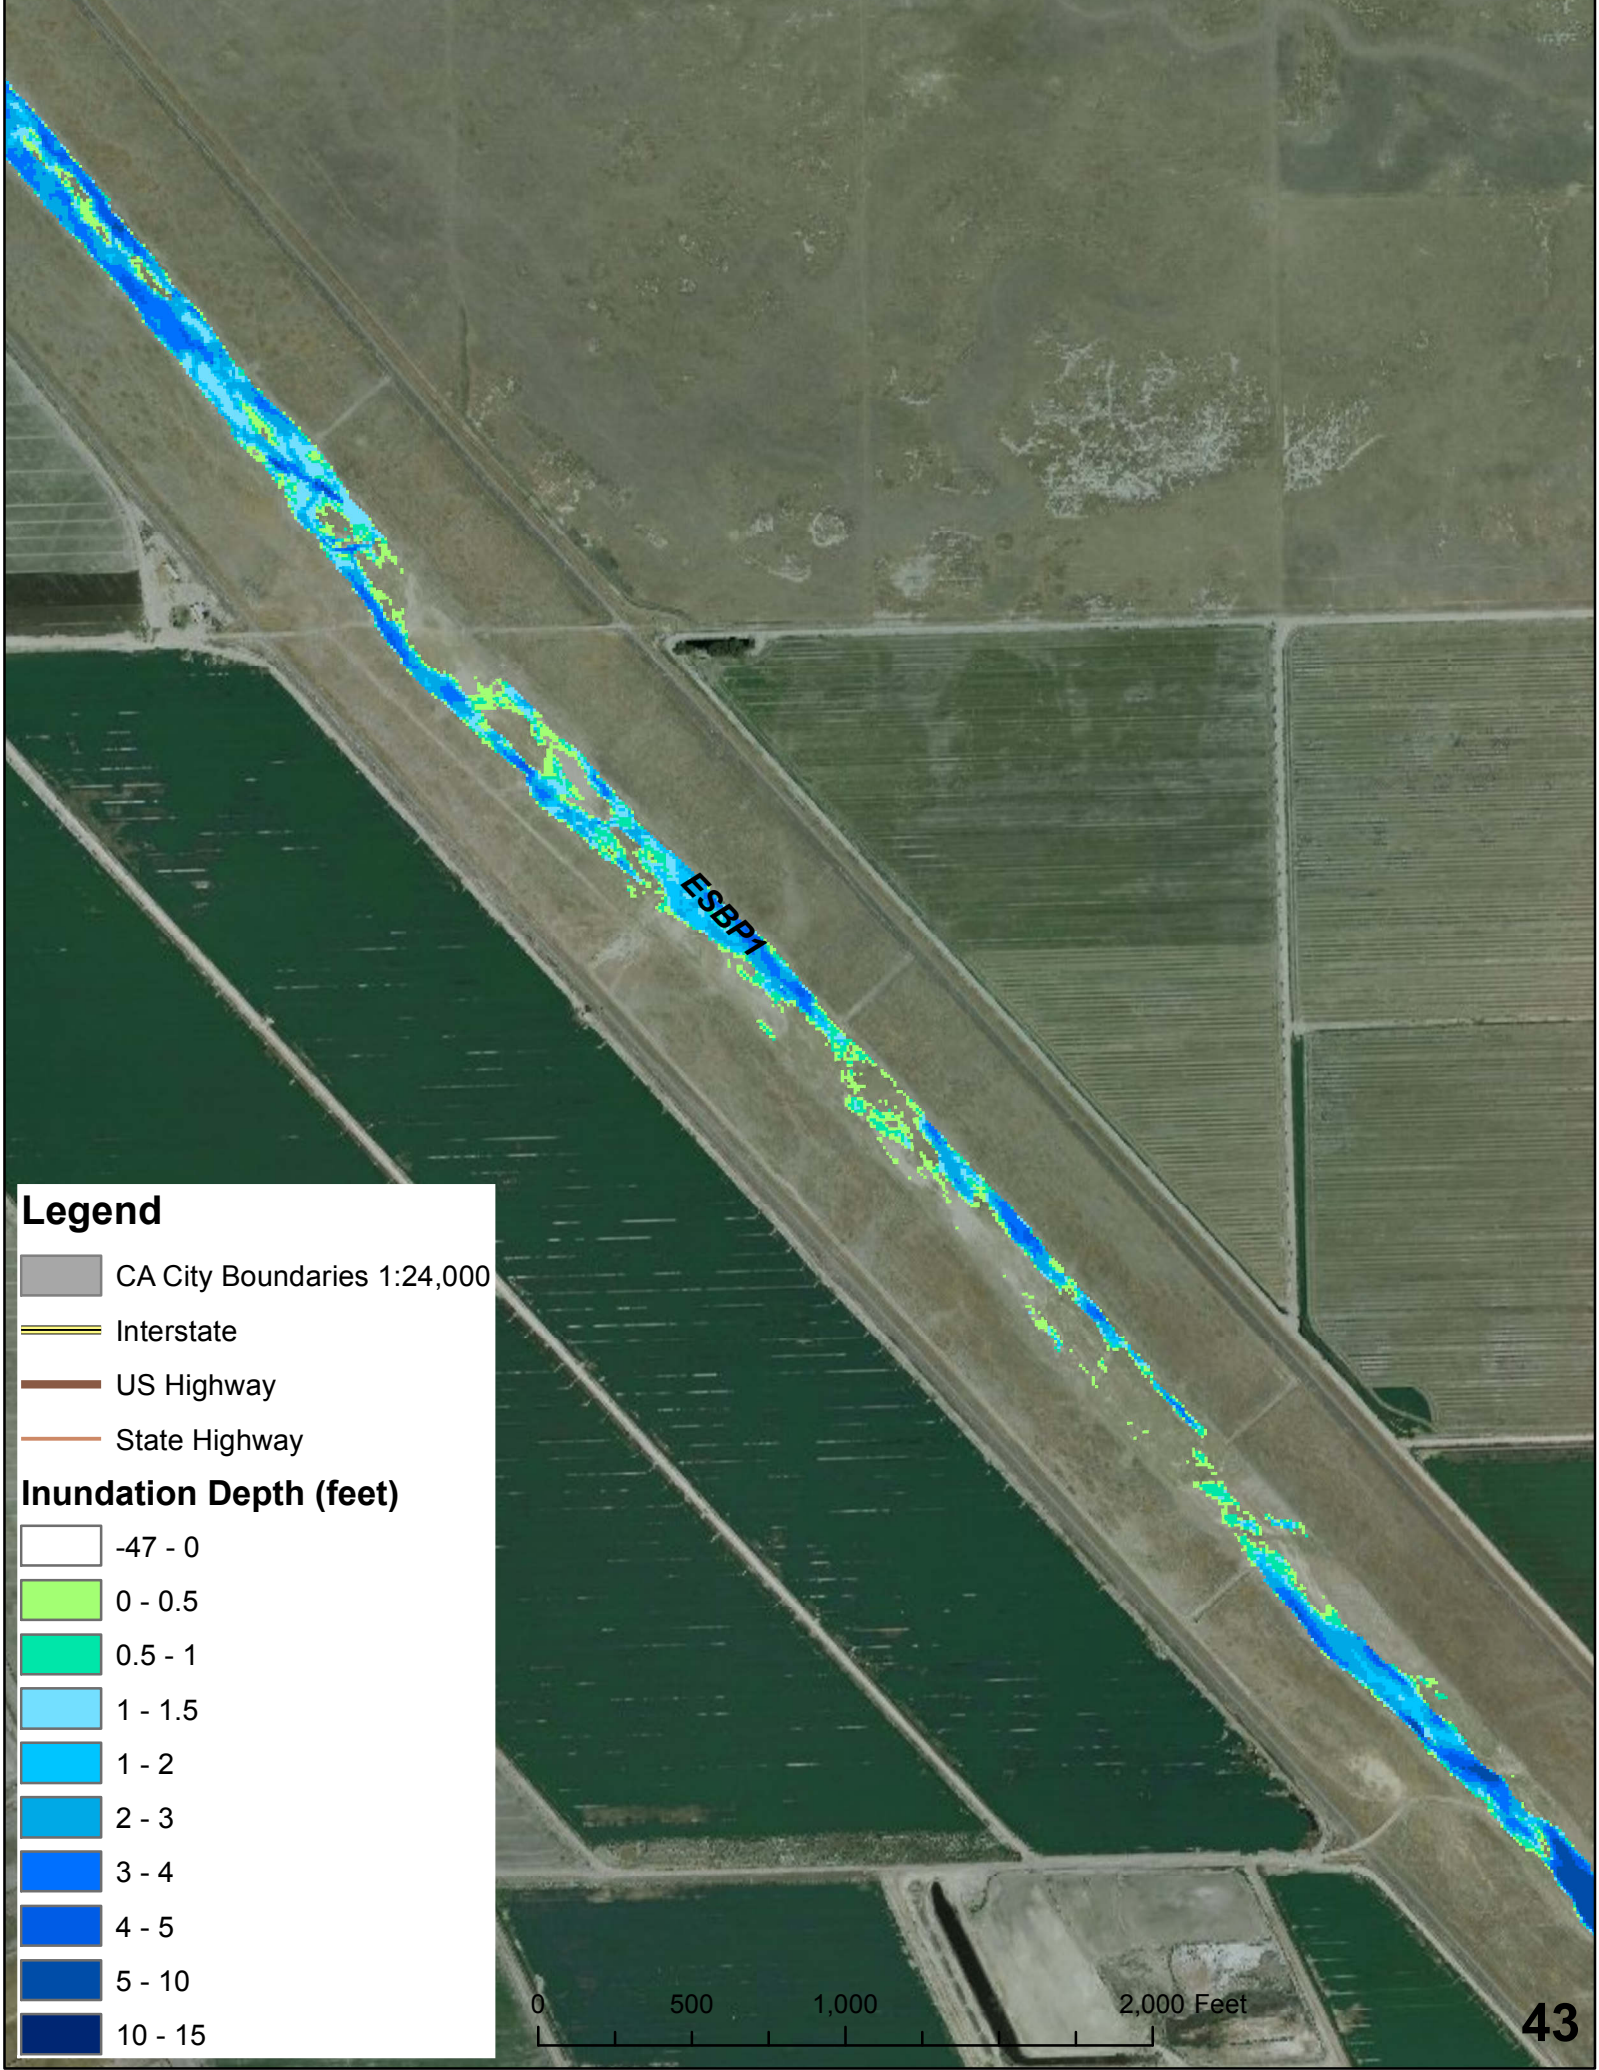 ESBP1
Legend
CA City Boundaries 1:24,000
Interstate
US Highway
State Highway
Inundation Depth (feet)
-47 - 0
0 - 0.5
0.5 - 1
1 - 1.5
1 - 2
2 - 3
3 - 4
4 - 5
5 - 10
10 - 15
0 500 1,000 2,000 Feet
43